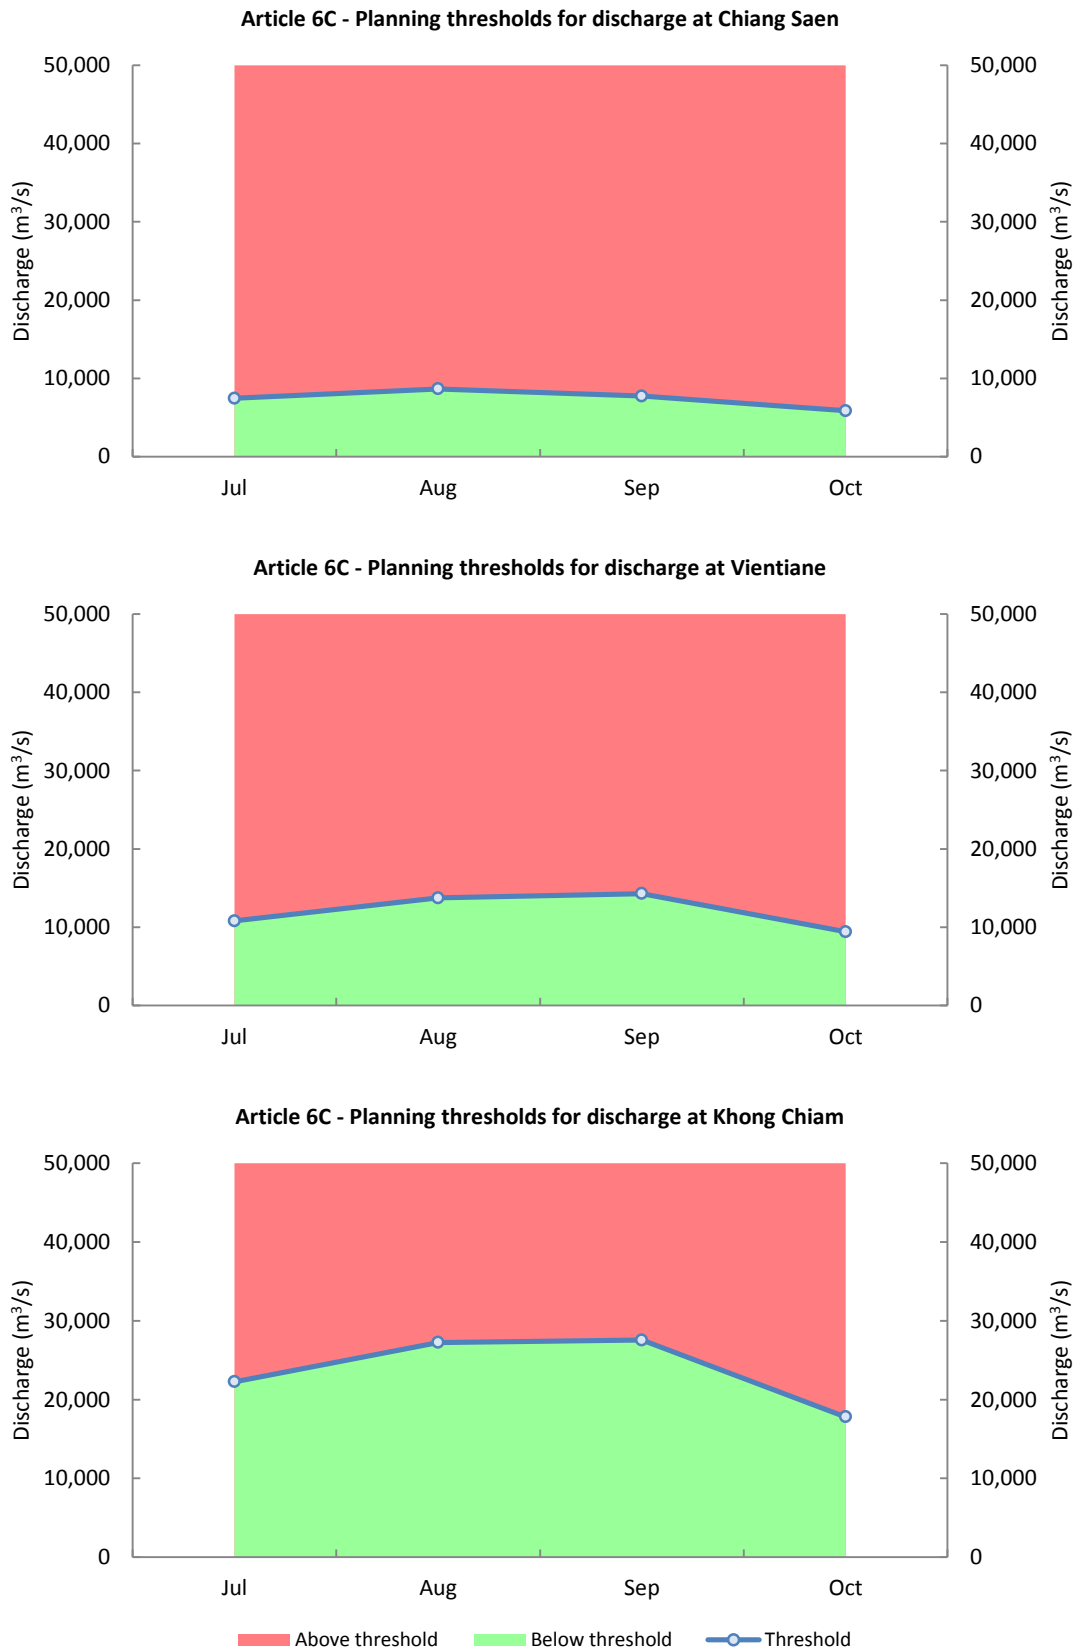 Article 6C - Planning thresholds for discharge at Chiang Saen
50,000 50,000
40,000 40,000
30,000 30,000
20,000 20,000
10,000 10,000
0 0
Discharge (m³/s) Discharge (m³/s)
Jul Aug Sep Oct
Article 6C - Planning thresholds for discharge at Vientiane
50,000 50,000
40,000 40,000
30,000 30,000
20,000 20,000
10,000 10,000
0 0
Discharge (m³/s) Discharge (m³/s)
Jul Aug Sep Oct
Article 6C - Planning thresholds for discharge at Khong Chiam
50,000 50,000
40,000 40,000
30,000 30,000
20,000 20,000
10,000 10,000
0 0
Discharge (m³/s) Discharge (m³/s)
Jul Aug Sep Oct
Above threshold Below threshold Threshold